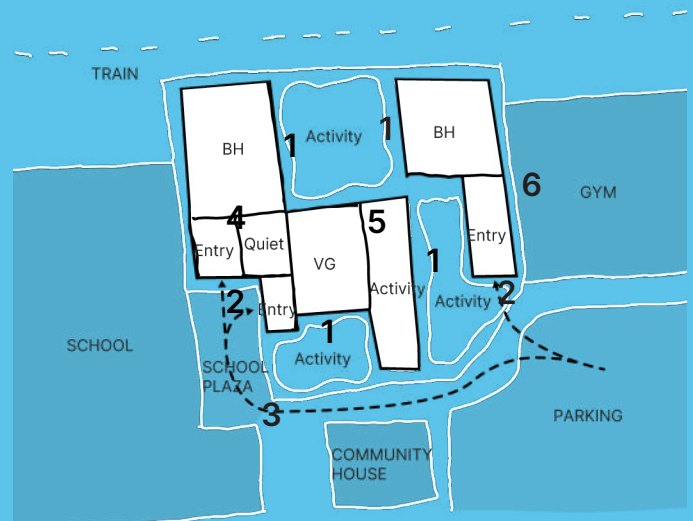 TRAIN
BH
1
Activity
1
BH
6
GYM
4
Entry
Quiet
VG
5
Activity
Entry
1
Activity
2
2
Entry
1
Activity
SCHOOL
SCHOOL
PLAZA
3
PARKING
COMMUNITY
HOUSE